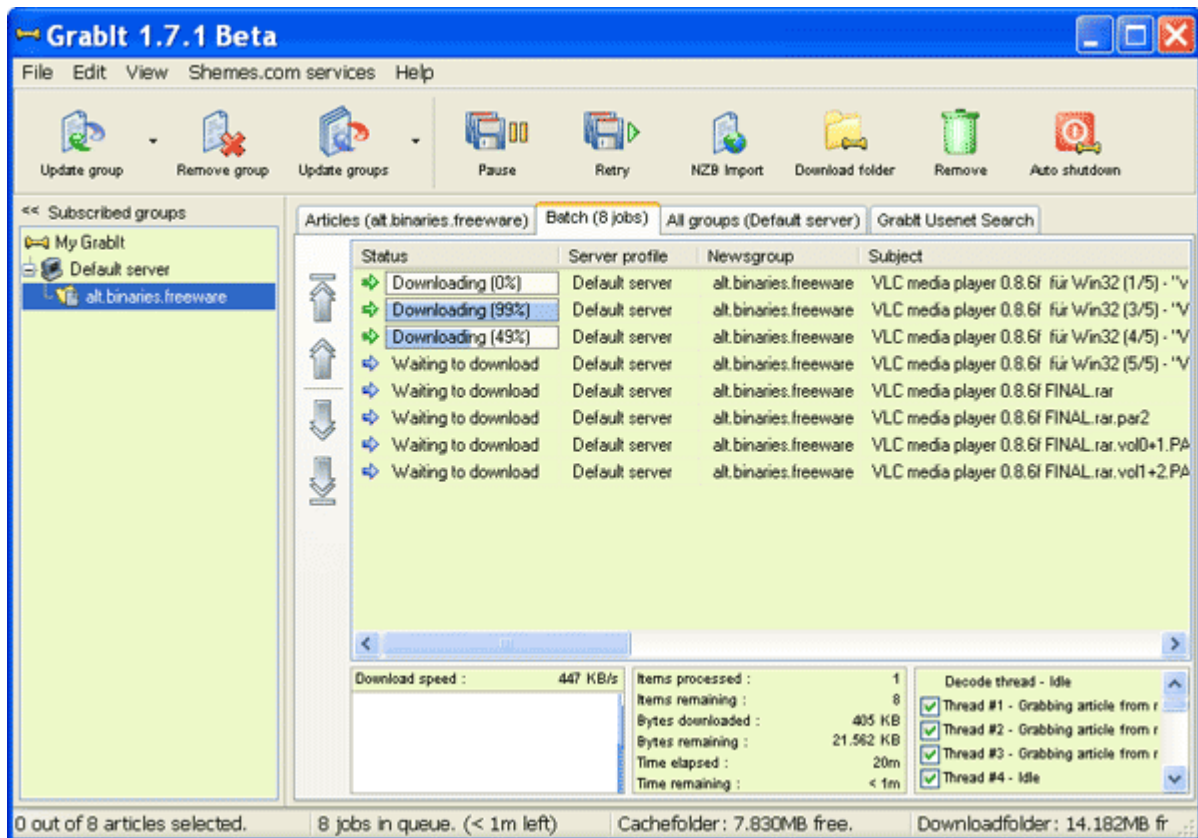 GrabIt 1.7.1 Beta
File Edit View Shemes.com services Help
Update group Remove group Update groups Pause Retry NZB Import Download folder Remove Auto shutdown
<< Subscribed groups
My GrabIt
Default server
alt.binaries.freeware
Articles (alt.binaries.freeware) Batch (8 jobs) All groups (Default server) GrabIt Usenet Search
Status Server profile Newsgroup Subject
Downloading (0%) Default server alt.binaries.freeware VLC media player 0.8.6f für Win32 (1/5) - "v
Downloading (99%) Default server alt.binaries.freeware VLC media player 0.8.6f für Win32 (3/5) - "V
Downloading (49%) Default server alt.binaries.freeware VLC media player 0.8.6f für Win32 (4/5) - "V
Waiting to download Default server alt.binaries.freeware VLC media player 0.8.6f für Win32 (5/5) - "V
Waiting to download Default server alt.binaries.freeware VLC media player 0.8.6f FINAL.rar
Waiting to download Default server alt.binaries.freeware VLC media player 0.8.6f FINAL.rar.par2
Waiting to download Default server alt.binaries.freeware VLC media player 0.8.6f FINAL.rar.vol0+1.PA
Waiting to download Default server alt.binaries.freeware VLC media player 0.8.6f FINAL.rar.vol1+2.PA
Download speed : 447 KB/s
Items processed : 1
Items remaining : 8
Bytes downloaded : 405 KB
Bytes remaining : 21.562 KB
Time elapsed : 20m
Time remaining : < 1m
Decode thread - Idle
Thread #1 - Grabbing article from r
Thread #2 - Grabbing article from r
Thread #3 - Grabbing article from r
Thread #4 - Idle
0 out of 8 articles selected. 8 jobs in queue. (< 1m left) Cachefolder: 7.830MB free. Downloadfolder: 14.182MB fr